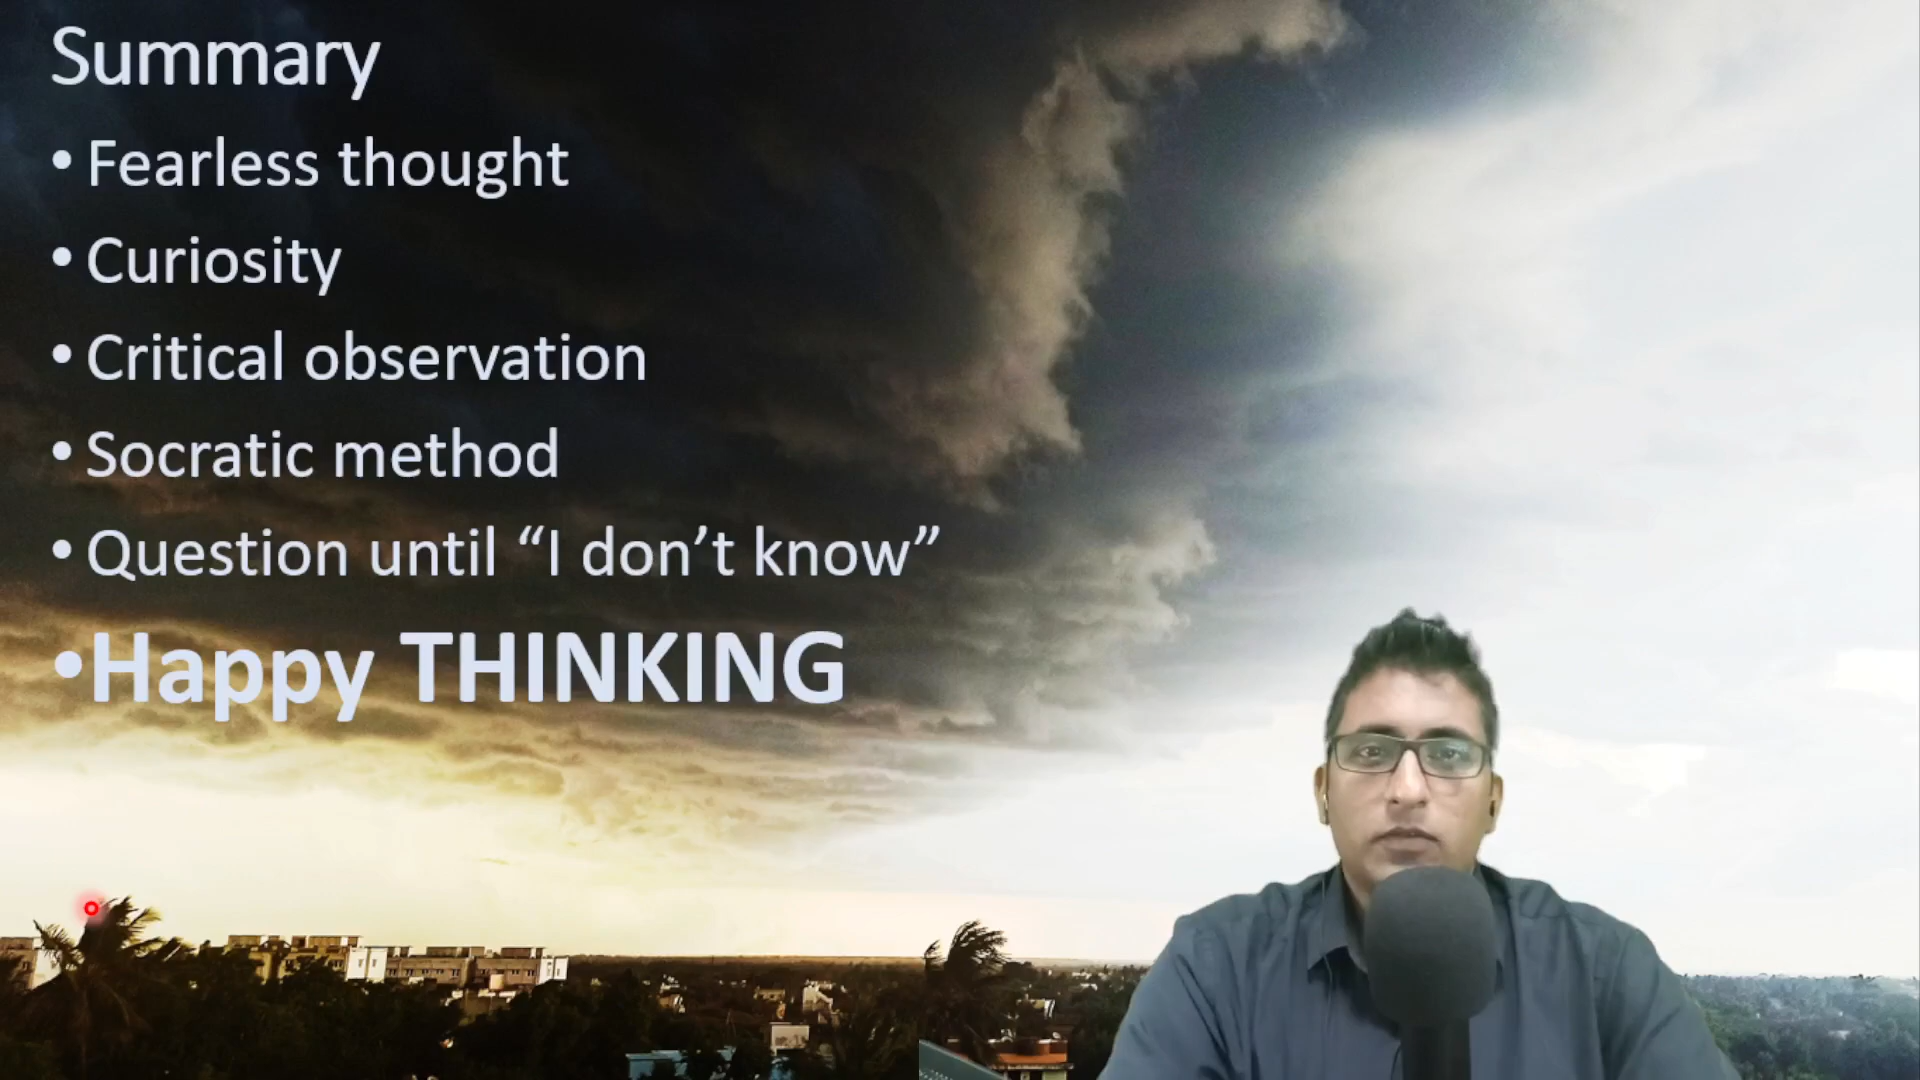 Summary
• Fearless thought
• Curiosity
• Critical observation
• Socratic method
• Question until “I don’t know”
• Happy THINKING